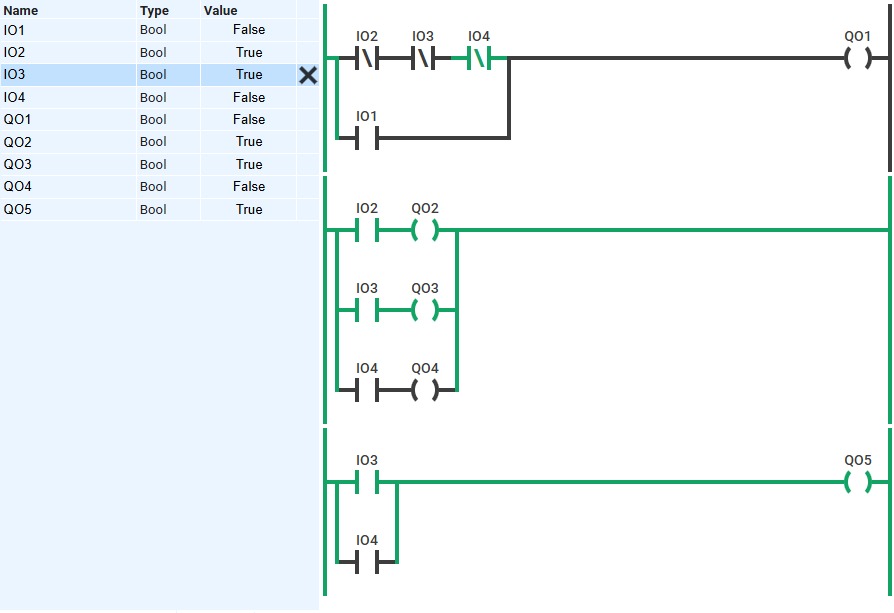 Name Type Value
IO1 Bool False
IO2 Bool True
IO3 Bool True
IO4 Bool False
QO1 Bool False
QO2 Bool True
QO3 Bool True
QO4 Bool False
QO5 Bool True
IO2 IO3 IO4 QO1
IO1
IO2 QO2
IO3 QO3
IO4 QO4
IO3 QO5
IO4